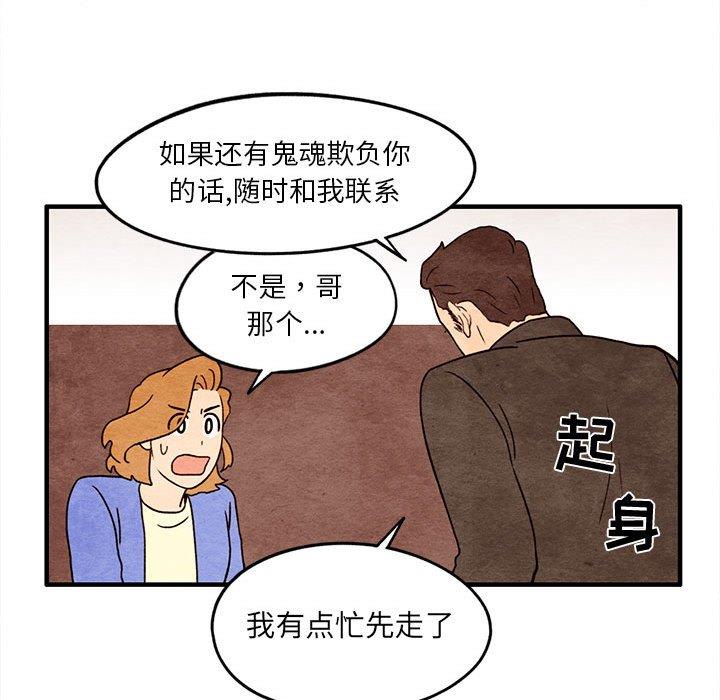 如果还有鬼魂欺负你
的话,随时和我联系
不是，哥
那个...
起身
我有点忙先走了